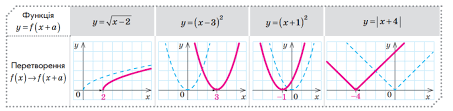 Функція
y=f(x+a)
y=√x−2
y=(x−3)²
y=(x+1)²
y=|x+4|
Перетворення
f(x)→f(x+a)
y
0
2
x
y
0
3
x
y
−1
0
x
y
−4
0
x